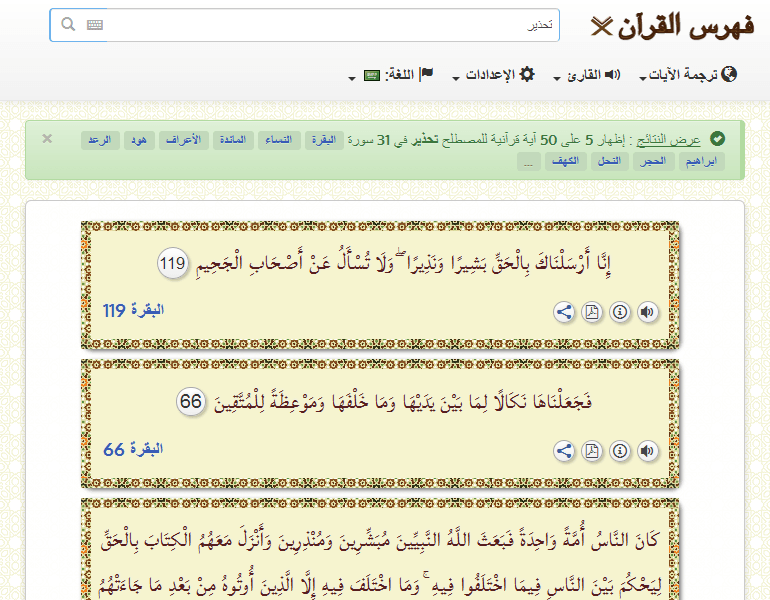 فهرس القرآن
تحذير
ترجمة الآيات
القارئ
الإعدادات
اللغة:
عرض النتائج : إظهار 5 على 50 آية قرآنية للمصطلح تحذير في 31 سورة البقرة النساء المائدة الأعراف هود الرعد ×
ابراهيم الحجر النحل الكهف ...
إِنَّا أَرْسَلْنَاكَ بِالْحَقِّ بَشِيرًا وَنَذِيرًا ۖ وَلَا تُسْأَلُ عَنْ أَصْحَابِ الْجَحِيمِ 119
البقرة 119
فَجَعَلْنَاهَا نَكَالًا لِمَا بَيْنَ يَدَيْهَا وَمَا خَلْفَهَا وَمَوْعِظَةً لِلْمُتَّقِينَ 66
البقرة 66
كَانَ النَّاسُ أُمَّةً وَاحِدَةً فَبَعَثَ اللَّهُ النَّبِيِّينَ مُبَشِّرِينَ وَمُنْذِرِينَ وَأَنْزَلَ مَعَهُمُ الْكِتَابَ بِالْحَقِّ
لِيَحْكُمَ بَيْنَ النَّاسِ فِيمَا اخْتَلَفُوا فِيهِ ۚ وَمَا اخْتَلَفَ فِيهِ إِلَّا الَّذِينَ أُوتُوهُ مِنْ بَعْدِ مَا جَاءَتْهُمُ